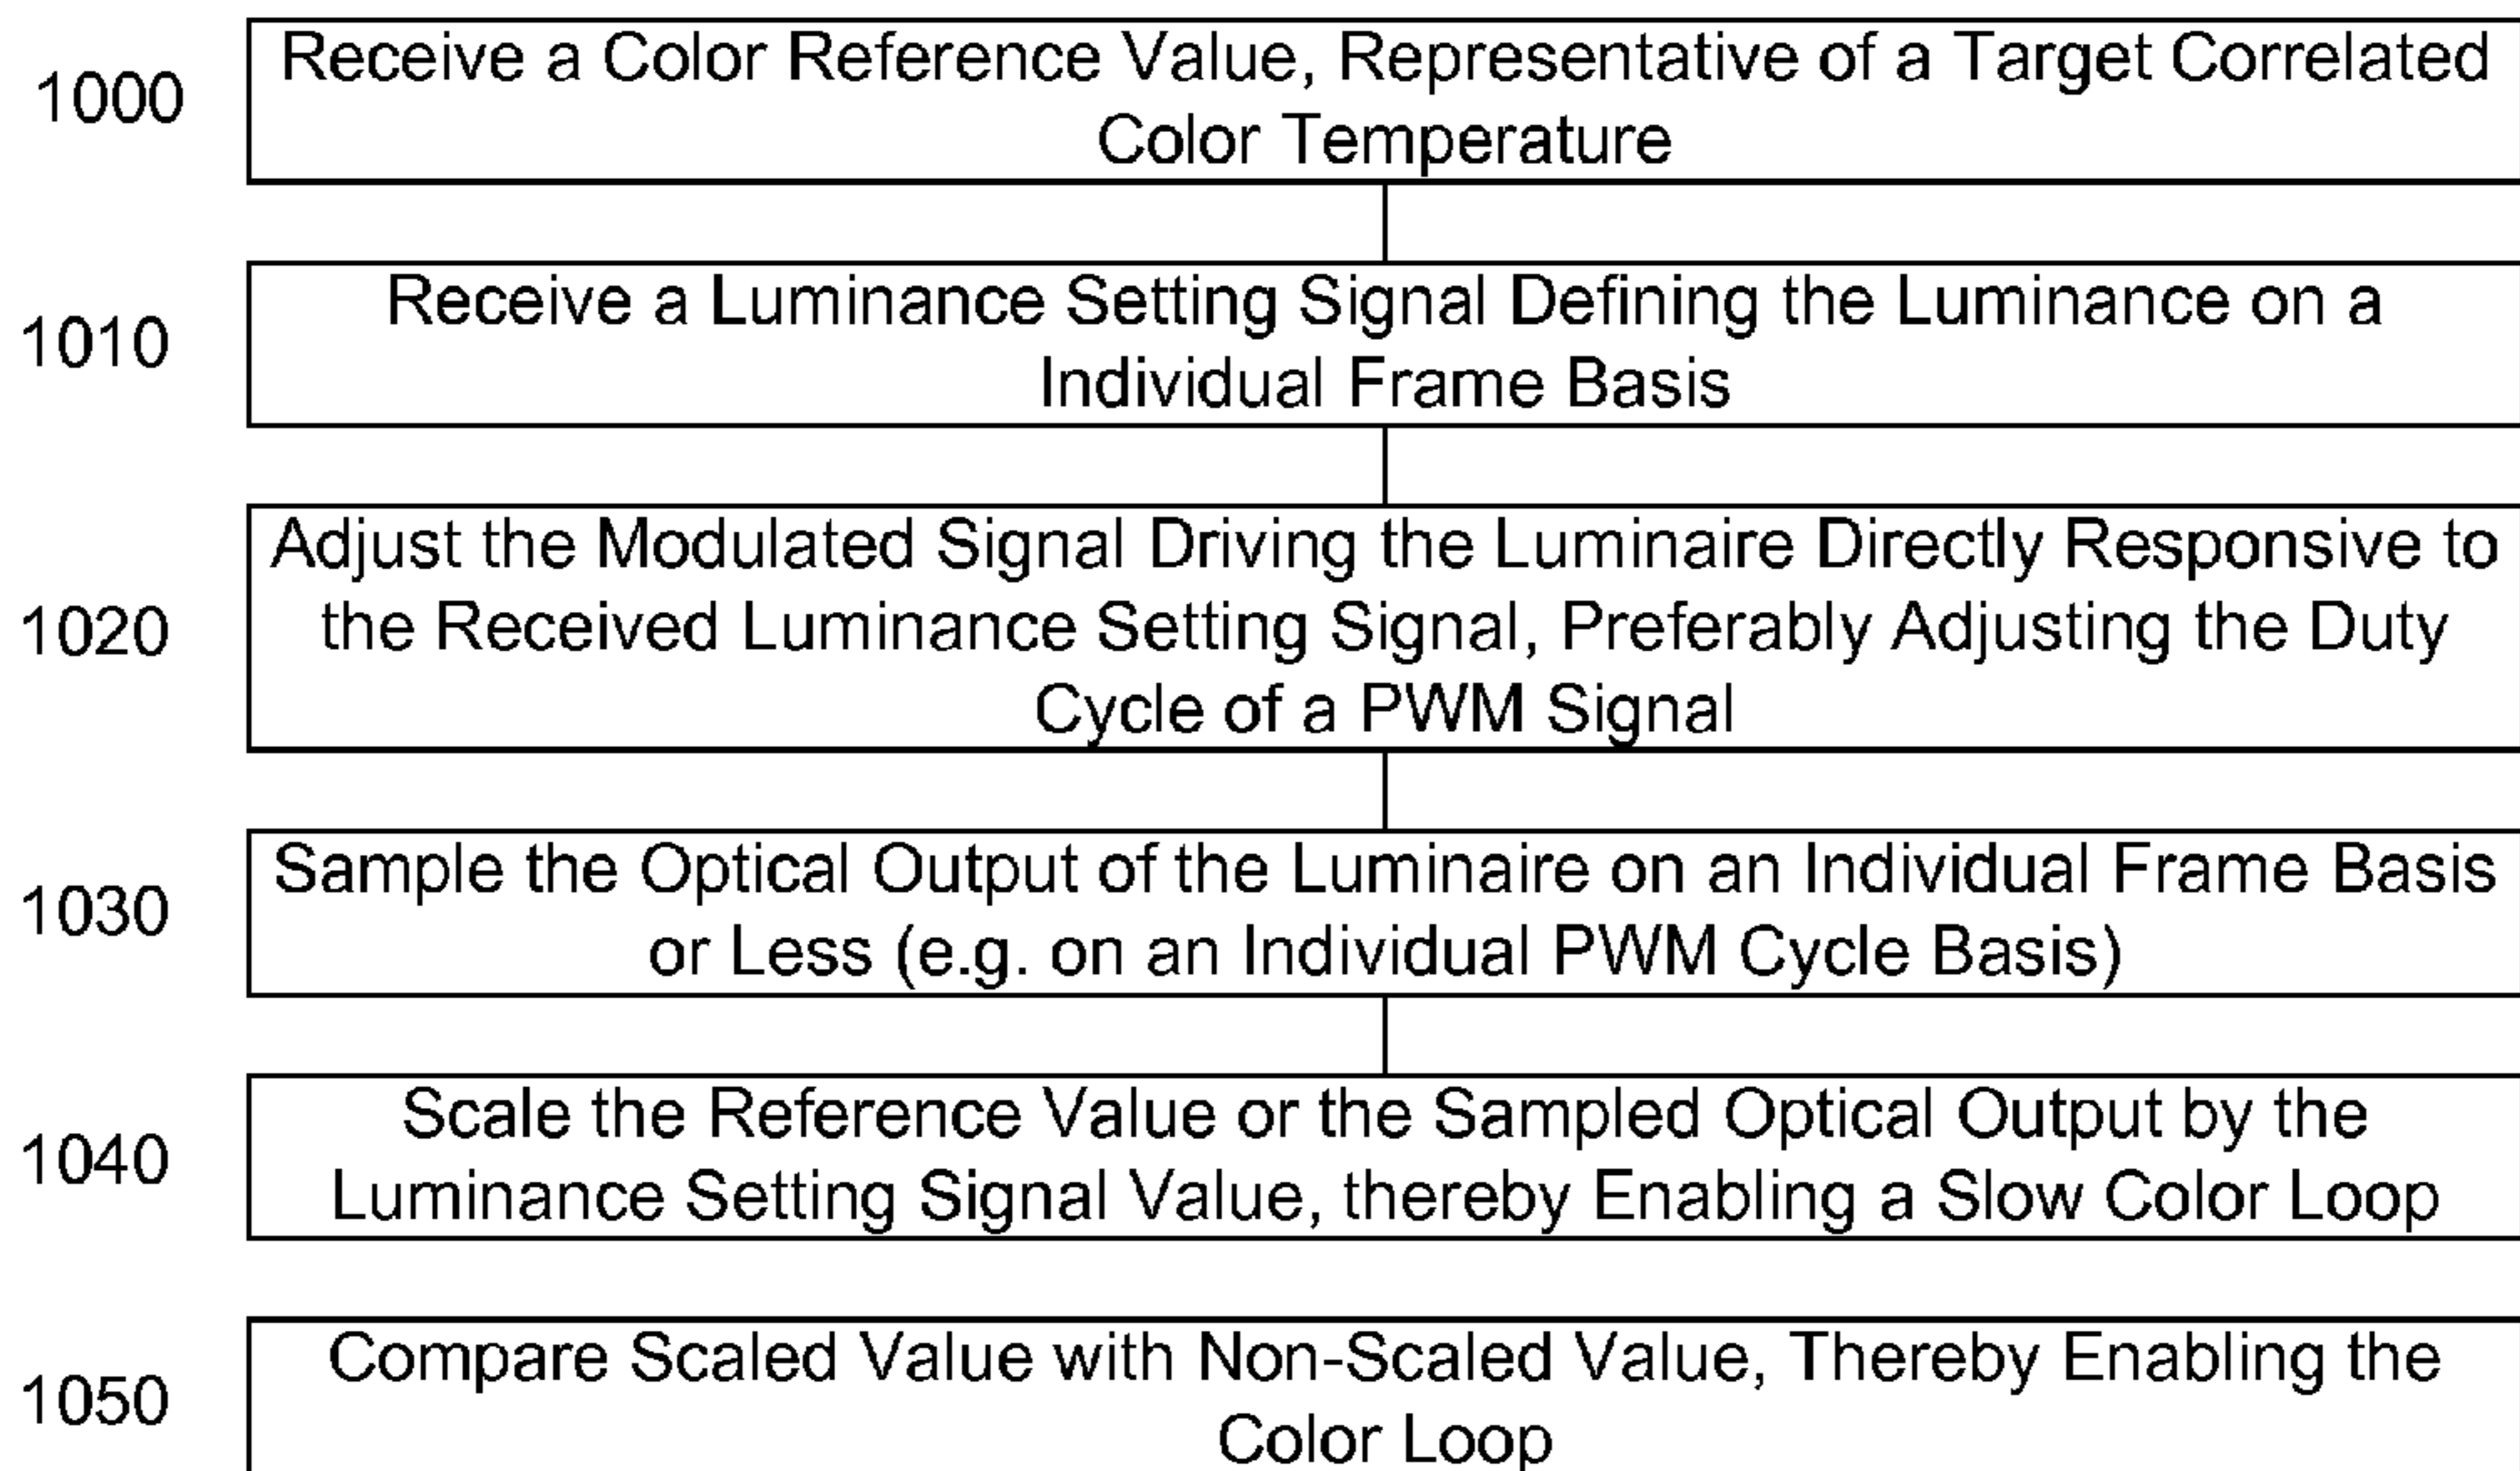 1000
Receive a Color Reference Value, Representative of a Target Correlated
Color Temperature
1010
Receive a Luminance Setting Signal Defining the Luminance on a
Individual Frame Basis
1020
Adjust the Modulated Signal Driving the Luminaire Directly Responsive to
the Received Luminance Setting Signal, Preferably Adjusting the Duty
Cycle of a PWM Signal
1030
Sample the Optical Output of the Luminaire on an Individual Frame Basis
or Less (e.g. on an Individual PWM Cycle Basis)
1040
Scale the Reference Value or the Sampled Optical Output by the
Luminance Setting Signal Value, thereby Enabling a Slow Color Loop
1050
Compare Scaled Value with Non-Scaled Value, Thereby Enabling the
Color Loop